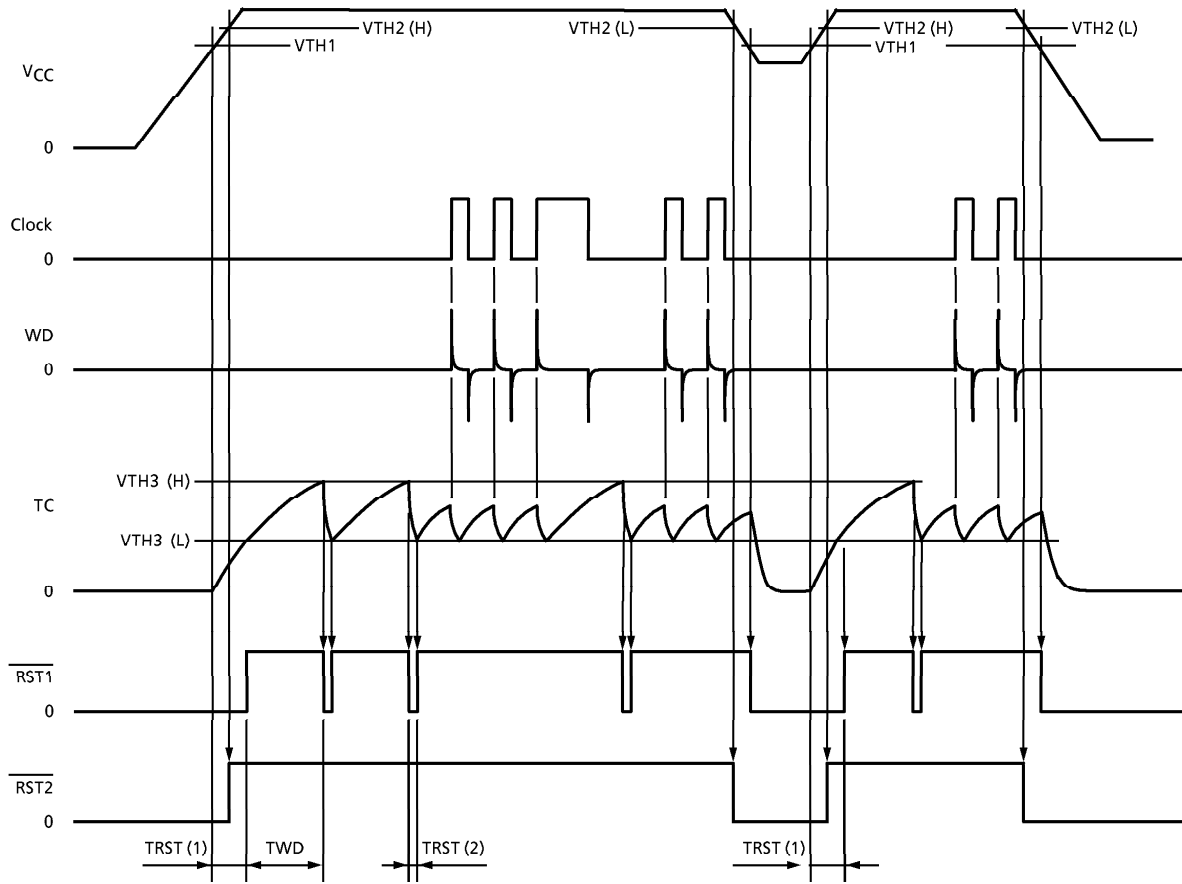 VTH2 (H)
VTH2 (L)
VTH2 (H)
VTH2 (L)
VTH1
VTH1
VCC
0
Clock
0
WD
0
VTH3 (H)
TC
VTH3 (L)
0
RST1
0
RST2
0
TRST (1)
TWD
TRST (2)
TRST (1)